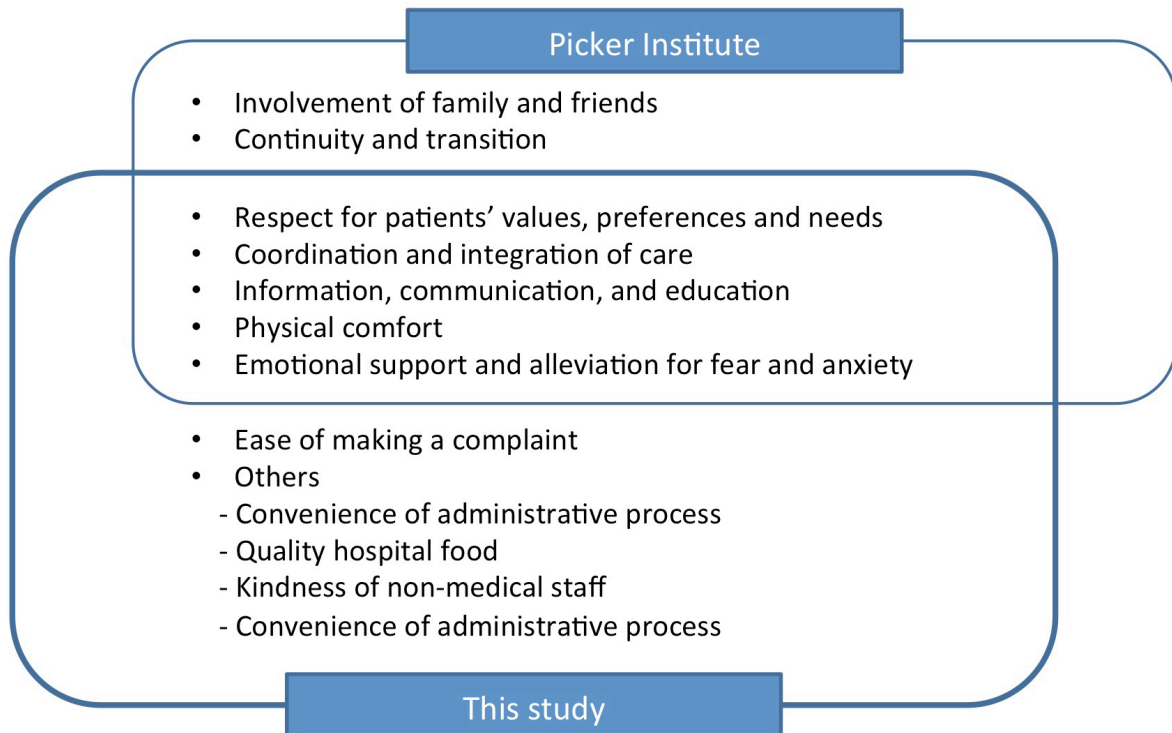 Picker Institute
• Involvement of family and friends
• Continuity and transition
• Respect for patients’ values, preferences and needs
• Coordination and integration of care
• Information, communication, and education
• Physical comfort
• Emotional support and alleviation for fear and anxiety
• Ease of making a complaint
• Others
- Convenience of administrative process
- Quality hospital food
- Kindness of non-medical staff
- Convenience of administrative process
This study